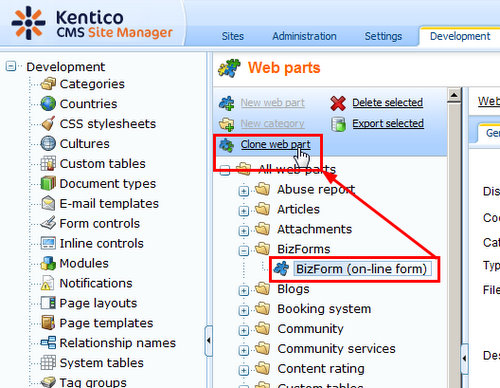 Kentico
CMS Site Manager
Sites Administration Settings Development
Development
Categories
Countries
CSS stylesheets
Cultures
Custom tables
Document types
E-mail templates
Form controls
Inline controls
Modules
Notifications
Page layouts
Page templates
Relationship names
System tables
Tag groups
Web parts
New web part Delete selected
New category Export selected
Clone web part
All web parts
Abuse report
Articles
Attachments
BizForms
BizForm (on-line form)
Blogs
Booking system
Community
Community services
Content rating
Custom tables
Web
Gen
Dis
Co
Cat
Typ
File
Des